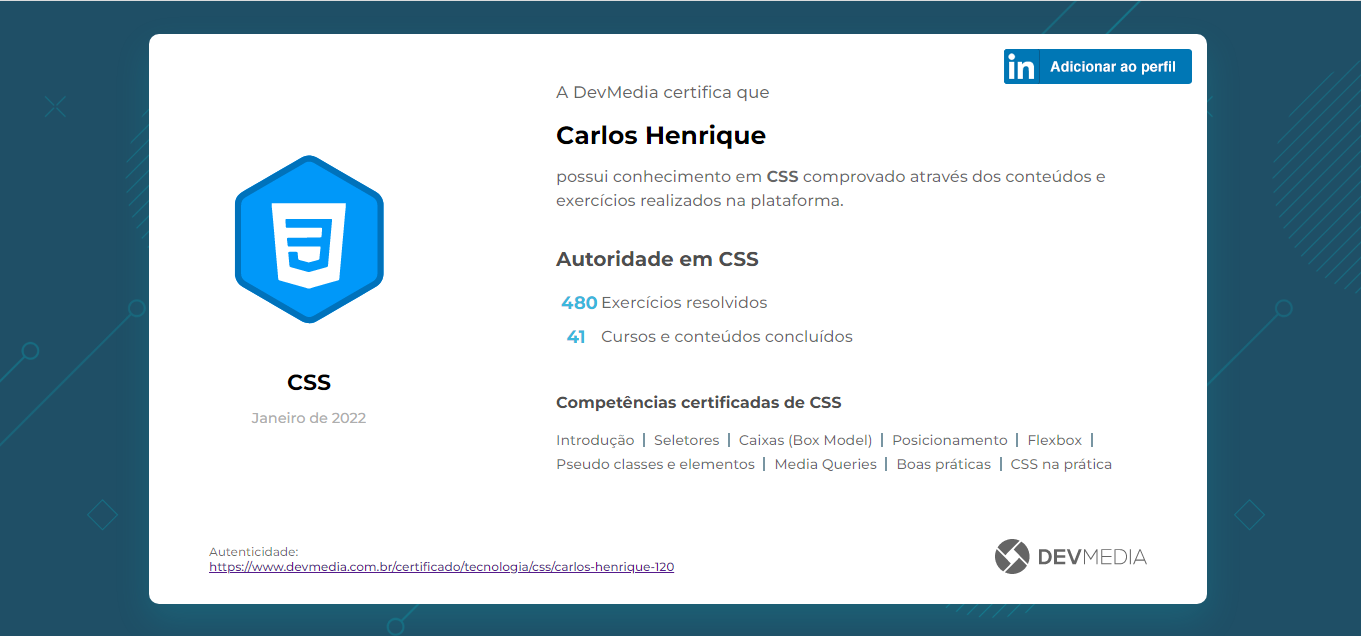 in Adicionar ao perfil
A DevMedia certifica que
Carlos Henrique
possui conhecimento em CSS comprovado através dos conteúdos e
exercícios realizados na plataforma.
Autoridade em CSS
480 Exercícios resolvidos
41 Cursos e conteúdos concluídos
CSS
Janeiro de 2022
Competências certificadas de CSS
Introdução | Seletores | Caixas (Box Model) | Posicionamento | Flexbox |
Pseudo classes e elementos | Media Queries | Boas práticas | CSS na prática
Autenticidade:
https://www.devmedia.com.br/certificado/tecnologia/css/carlos-henrique-120
DEVMEDIA